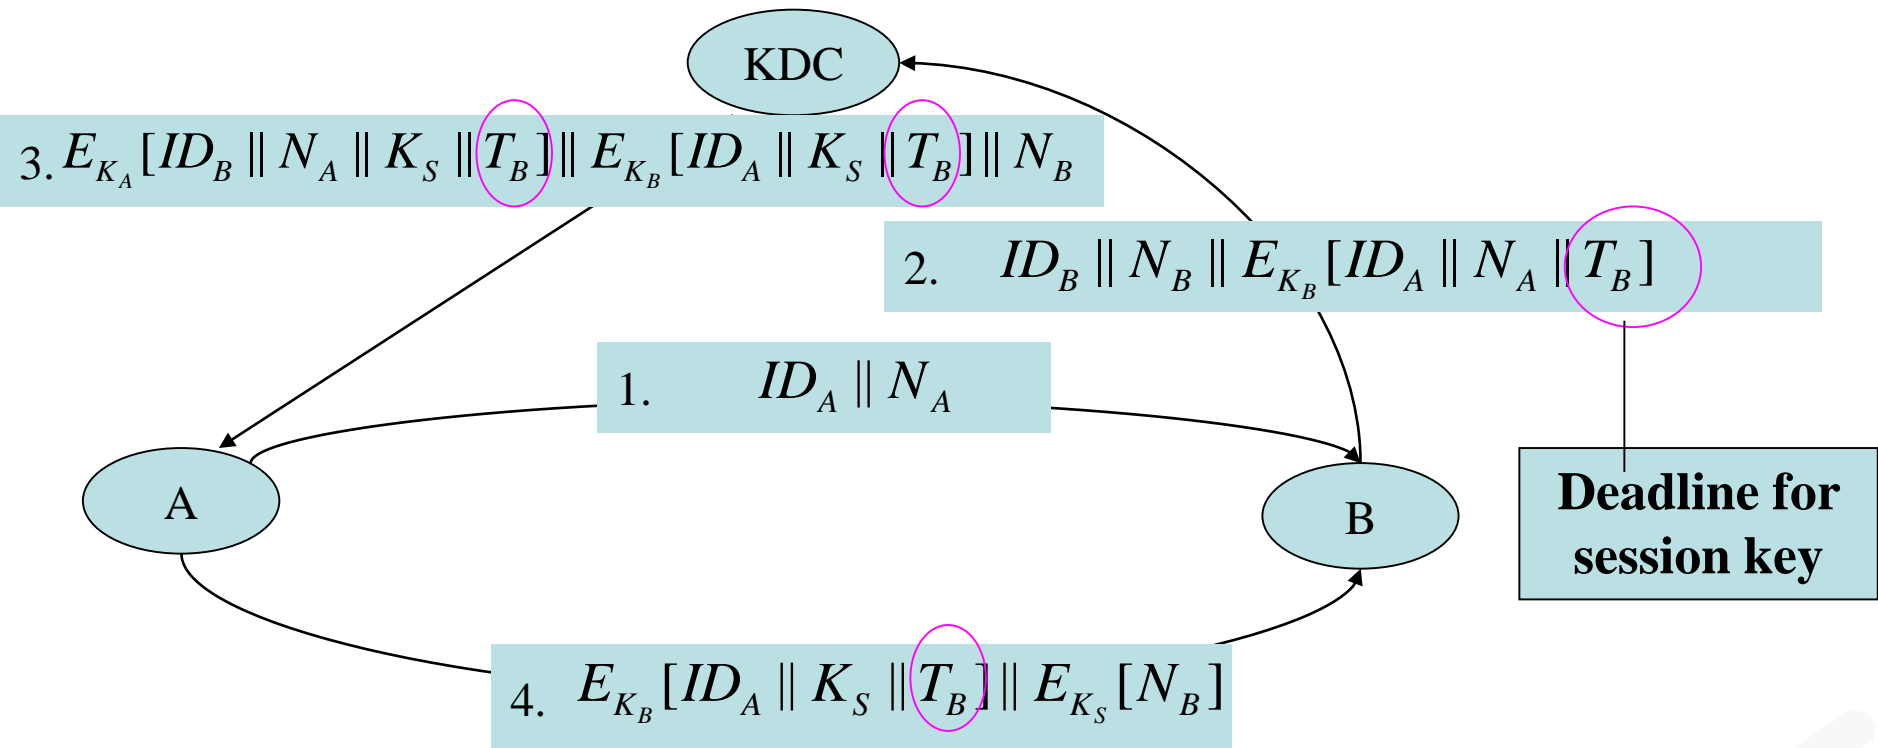 KDC
3. E_{K_A}[ID_B || N_A || K_S || T_B] || E_{K_B}[ID_A || K_S || T_B] || N_B
2. ID_B || N_B || E_{K_B}[ID_A || N_A || T_B]
1. ID_A || N_A
A
B
Deadline for
session key
4. E_{K_B}[ID_A || K_S || T_B] || E_{K_S}[N_B]